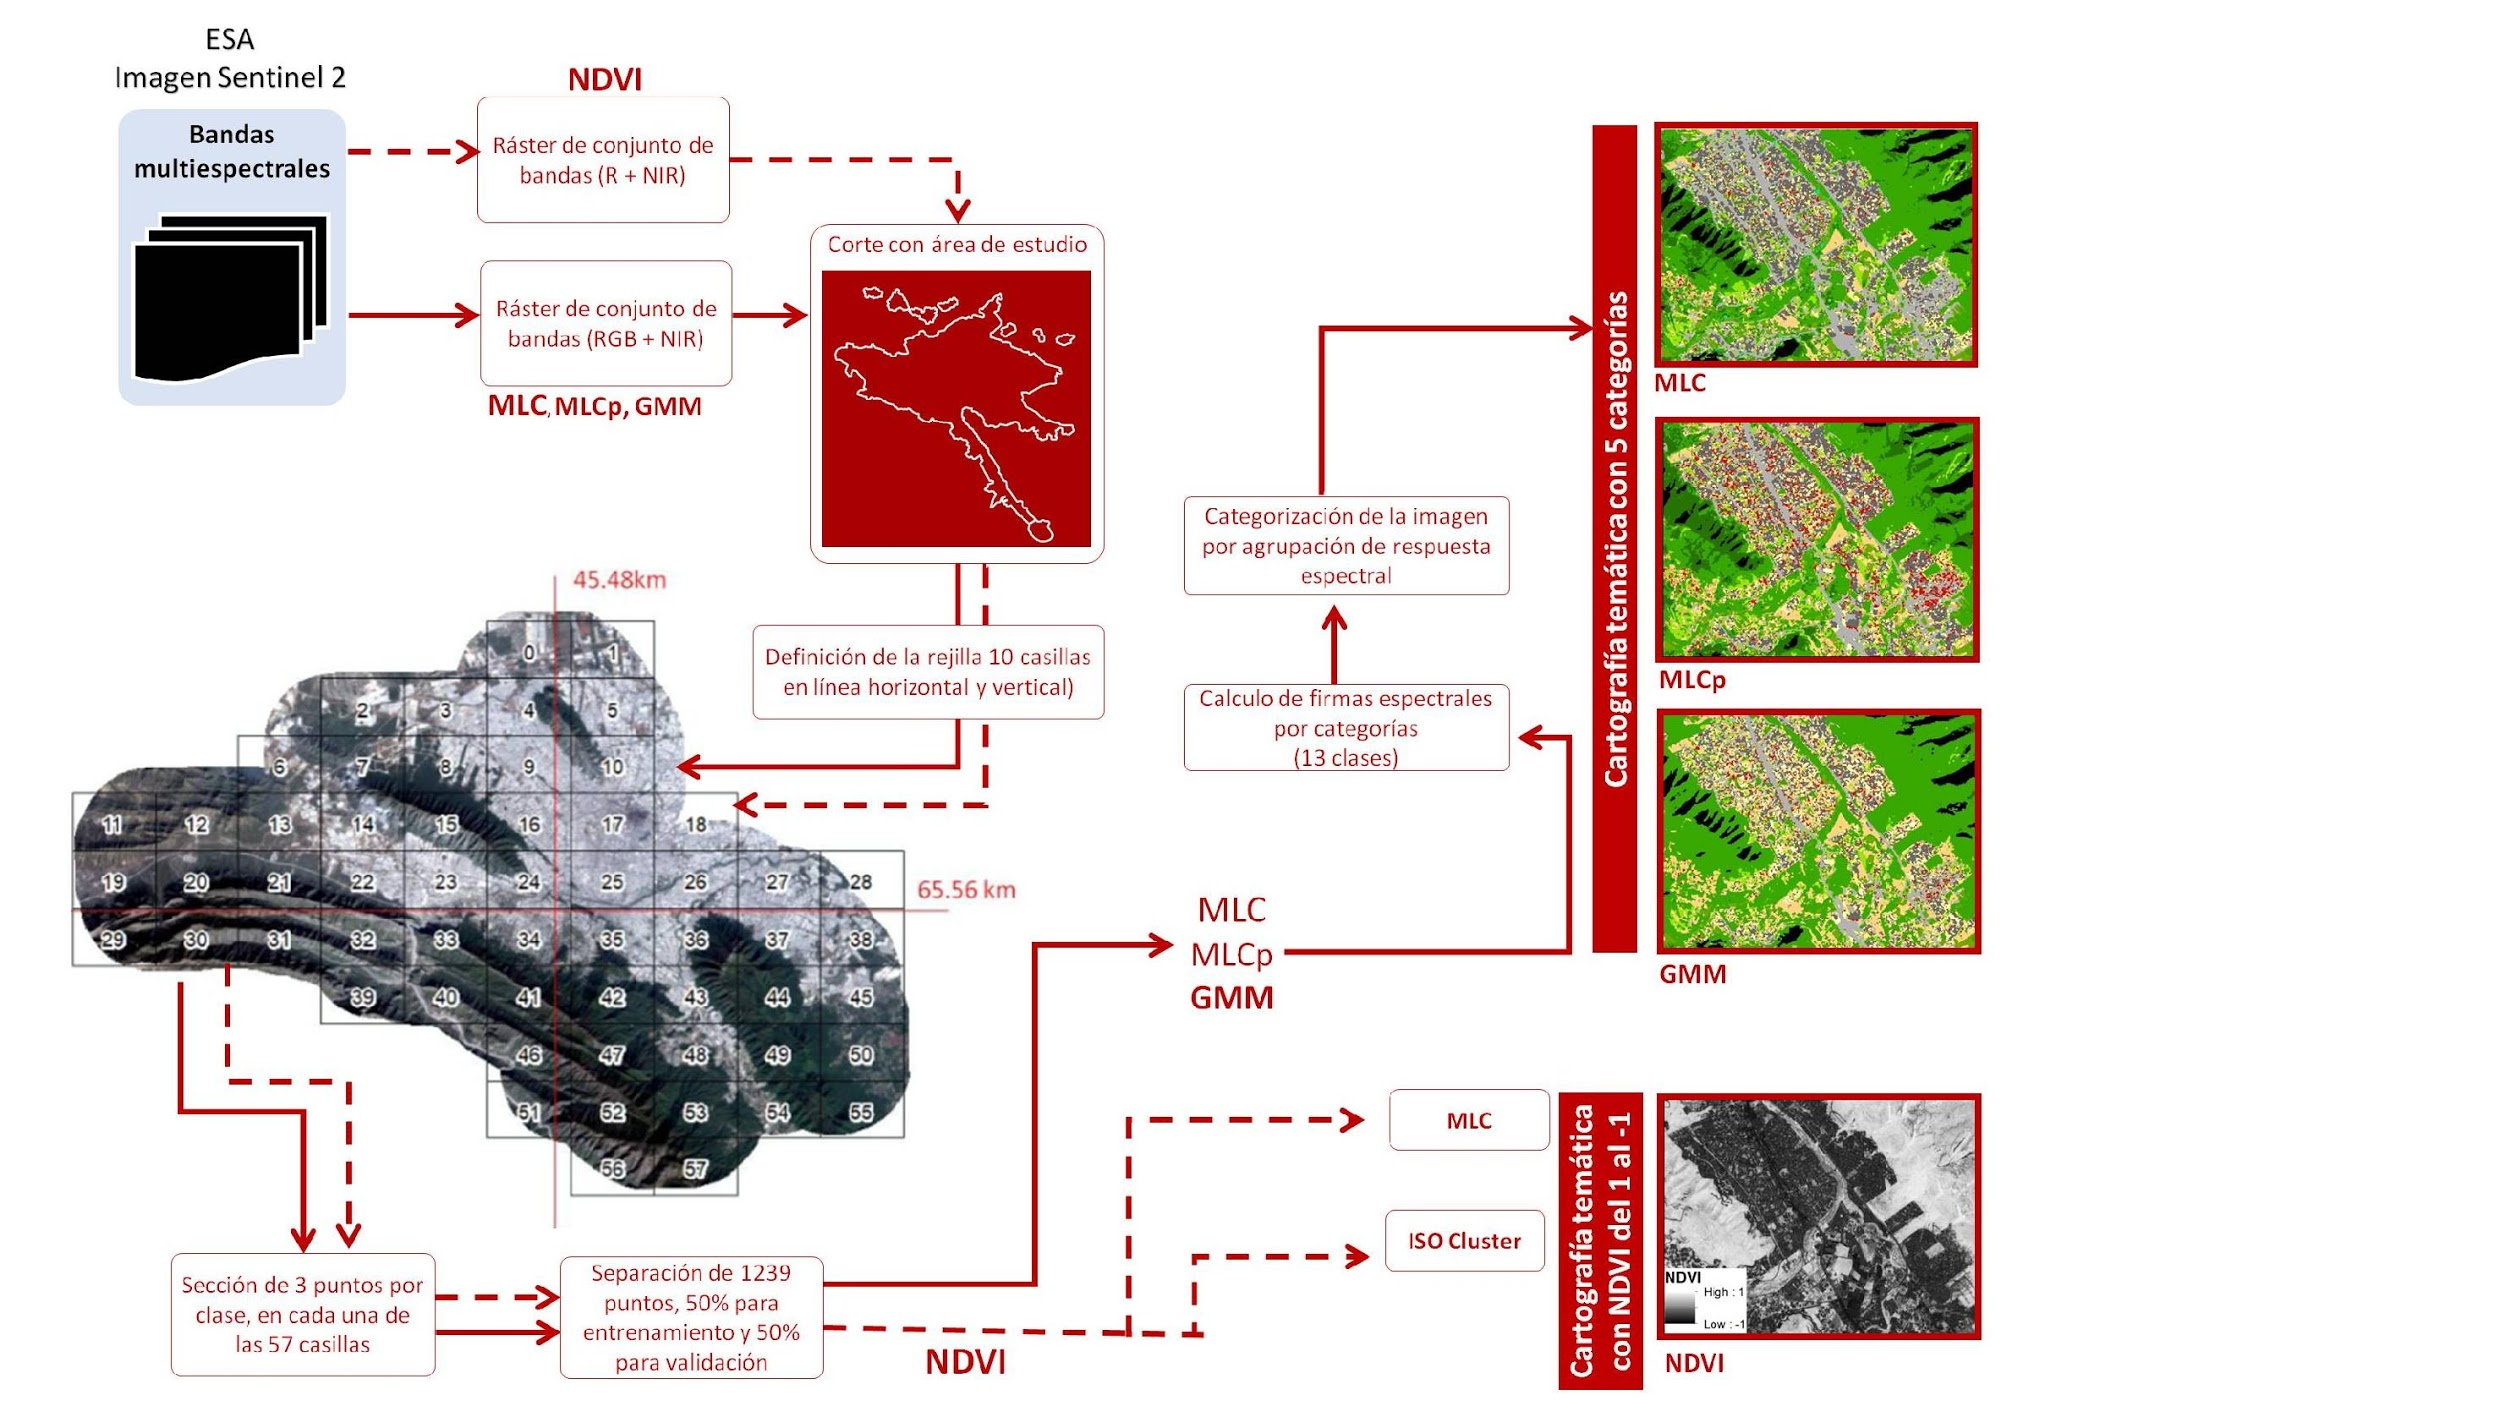 ESA
Imagen Sentinel 2
Bandas
multiespectrales
NDVI
Ráster de conjunto de
bandas (R + NIR)
Ráster de conjunto de
bandas (RGB + NIR)
MLC, MLCp, GMM
Corte con área de estudio
Definición de la rejilla 10 casillas
en línea horizontal y vertical)
45.48km
65.56 km
0 1
2 3 4 5
6 7 8 9 10
11 12 13 14 15 16 17 18
19 20 21 22 23 24 25 26 27 28
29 30 31 32 33 34 35 36 37 38
39 40 41 42 43 44 45
46 47 48 49 50
51 52 53 54 55
56 57
Sección de 3 puntos por
clase, en cada una de
las 57 casillas
Separación de 1239
puntos, 50% para
entrenamiento y 50%
para validación
NDVI
MLC
MLCp
GMM
Calculo de firmas espectrales
por categorías
(13 clases)
Categorización de la imagen
por agrupación de respuesta
espectral
Cartografía temática con 5 categorías
MLC
MLCp
GMM
MLC
ISO Cluster
Cartografía temática
con NDVI del 1 al -1
NDVI
High : 1
Low : -1
NDVI